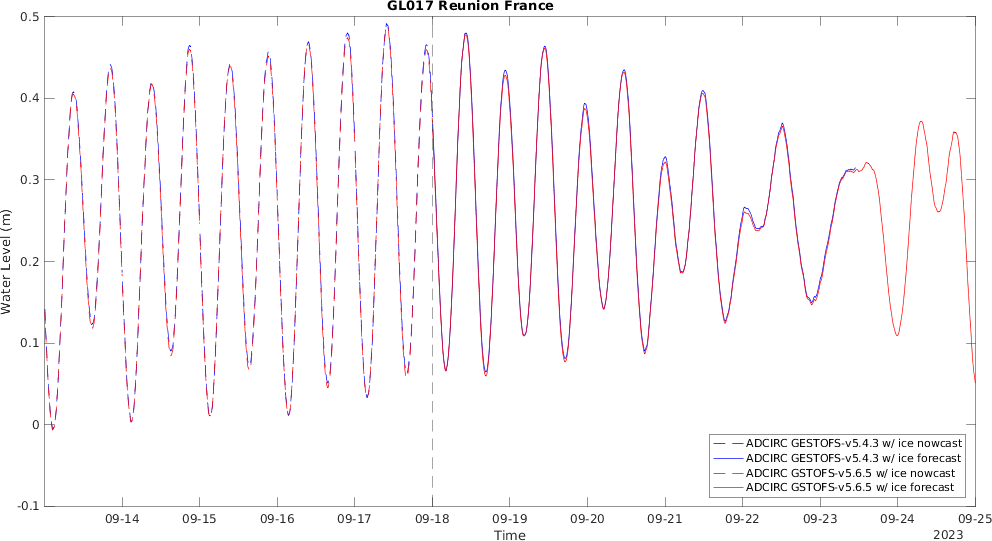 GL017 Reunion France
0.5
0.4
0.3
0.2
0.1
0
-0.1
Water Level (m)
09-14 09-15 09-16 09-17 09-18 09-19 09-20 09-21 09-22 09-23 09-24 09-25
Time
2023
ADCIRC GESTOFS-v5.4.3 w/ ice nowcast
ADCIRC GESTOFS-v5.4.3 w/ ice forecast
ADCIRC GSTOFS-v5.6.5 w/ ice nowcast
ADCIRC GSTOFS-v5.6.5 w/ ice forecast